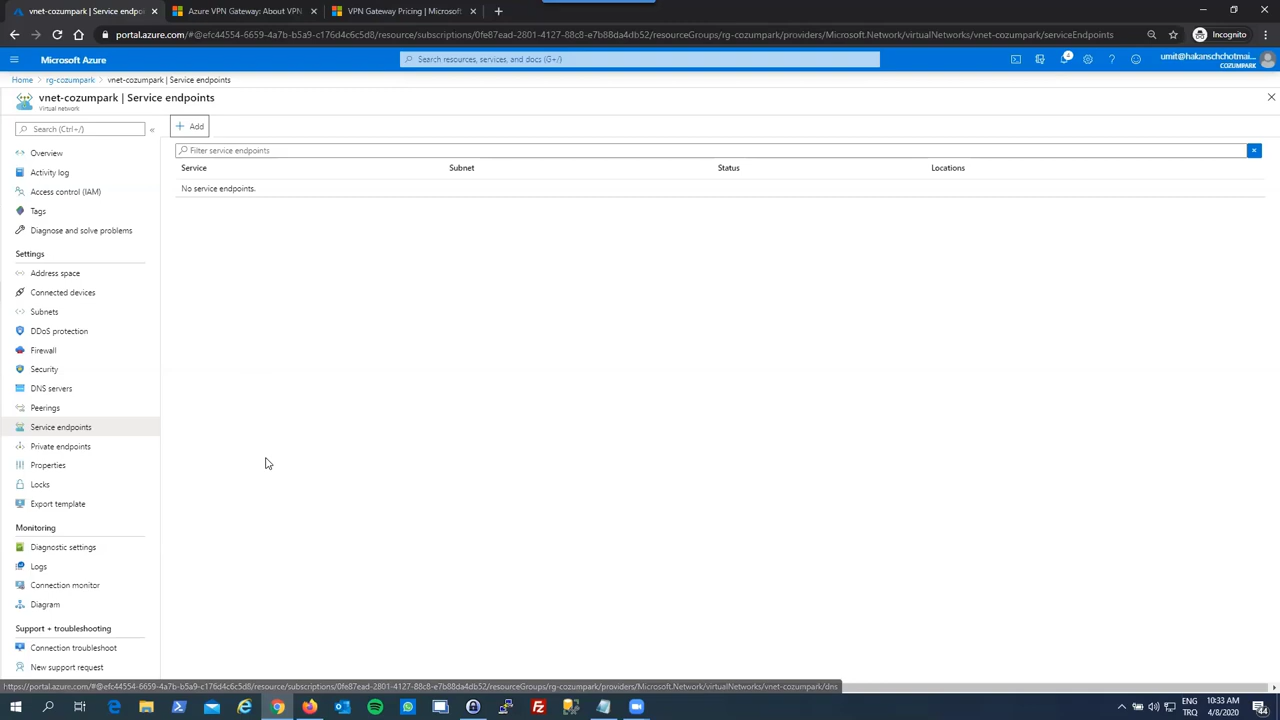 vnet-cozumpark | Service endpoi
Azure VPN Gateway: About VPN
VPN Gateway Pricing | Microsoft
Incognito
portal.azure.com/#@efc44554-6659-4a7b-b5a9-c176d4c6c5d8/resource/subscriptions/0fe87ead-2801-4127-88c8-e7b88da4db52/resourceGroups/rg-cozumpark/providers/Microsoft.Network/virtualNetworks/vnet-cozumpark/serviceEndpoints
Microsoft Azure
Search resources, services, and docs (G+/)
4
umit@hakanschchotmai...
COZUMPARK
Home > rg-cozumpark > vnet-cozumpark | Service endpoints
vnet-cozumpark | Service endpoints
Virtual network
Search (Ctrl+/)
Add
Filter service endpoints
Service Subnet Status Locations
No service endpoints.
Overview
Activity log
Access control (IAM)
Tags
Diagnose and solve problems
Settings
Address space
Connected devices
Subnets
DDoS protection
Firewall
Security
DNS servers
Peerings
Service endpoints
Private endpoints
Properties
Locks
Export template
Monitoring
Diagnostic settings
Logs
Connection monitor
Diagram
Support + troubleshooting
Connection troubleshoot
New support request
https://portal.azure.com/#@efc44554-6659-4a7b-b5a9-c176d4c6c5d8/resource/subscriptions/0fe87ead-2801-4127-88c8-e7b88da4db52/resourceGroups/rg-cozumpark/providers/Microsoft.Network/virtualNetworks/vnet-cozumpark/dns
ENG
TRQ
10:33 AM
4/8/2020